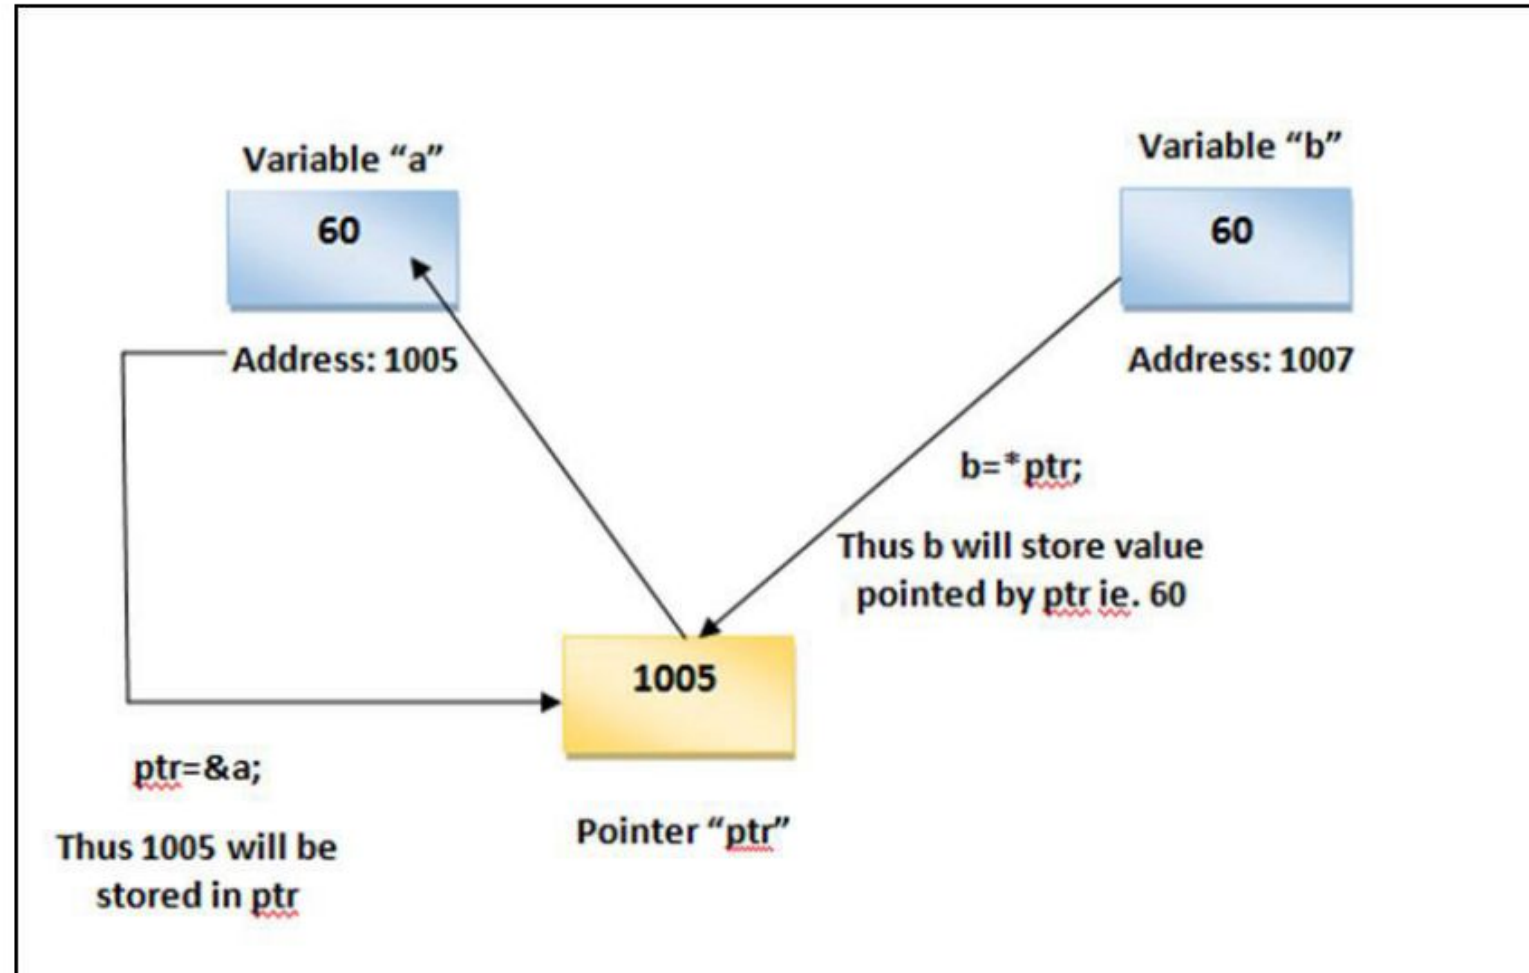 Variable “a”
60
Address: 1005
Variable “b”
60
Address: 1007
b=*ptr;
Thus b will store value
pointed by ptr ie. 60
1005
Pointer “ptr”
ptr=&a;
Thus 1005 will be
stored in ptr